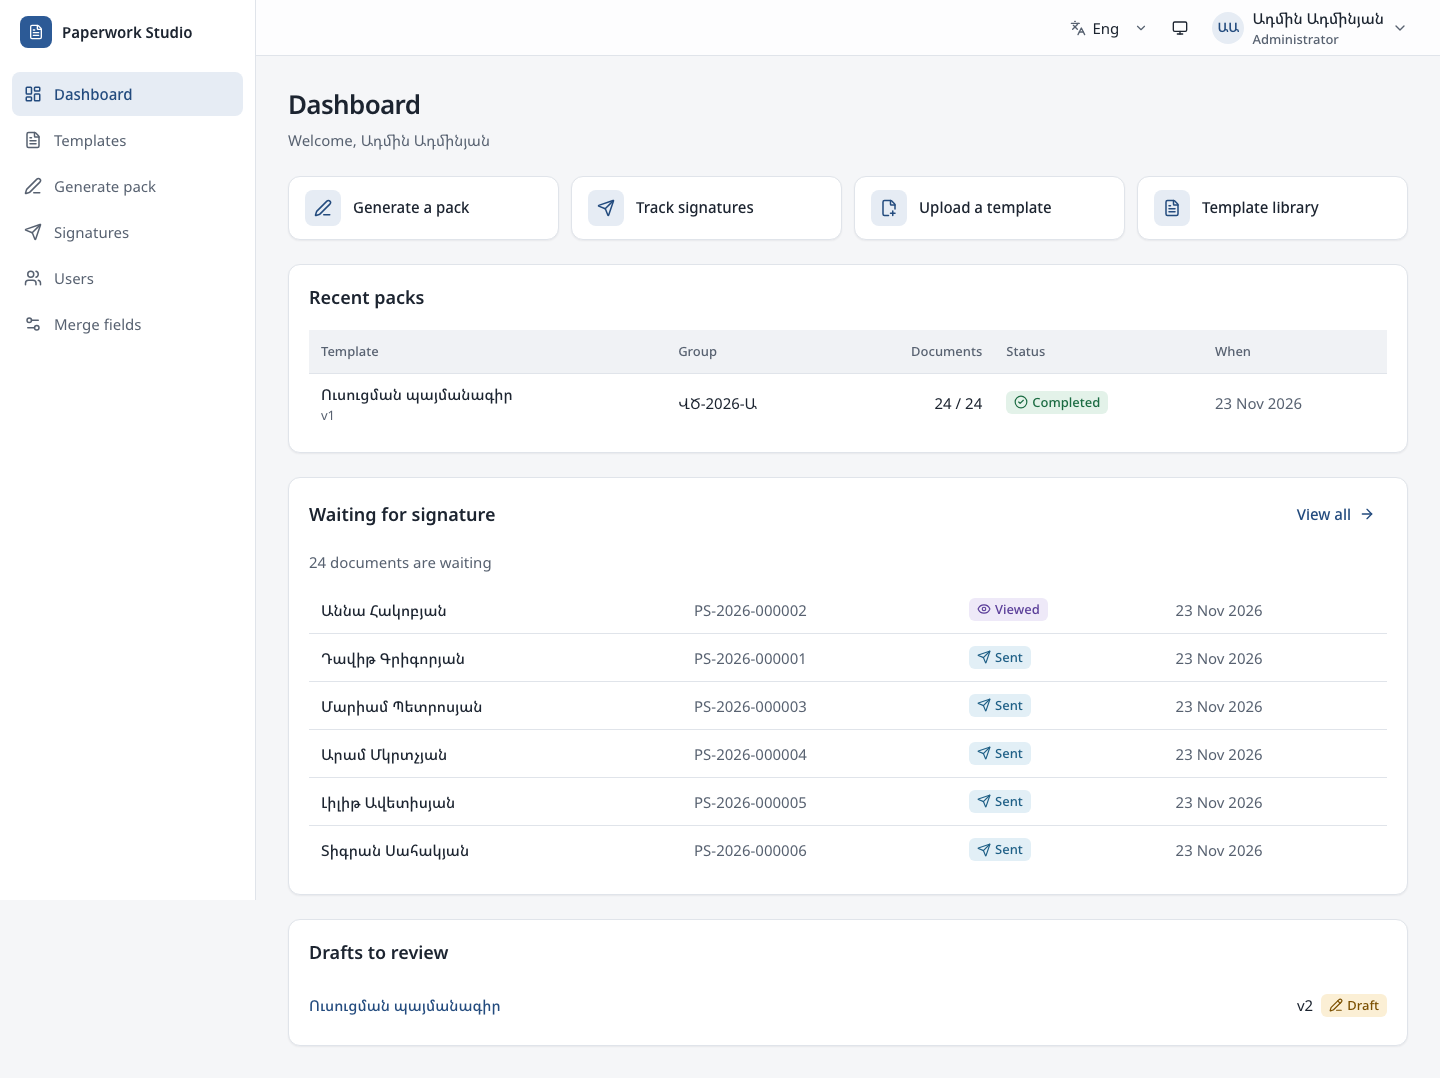 Paperwork Studio
Dashboard
Templates
Generate pack
Signatures
Users
Merge fields
Eng
ԱԱ
Ադմին Ադմինյան
Administrator
Dashboard
Welcome, Ադմին Ադմինյան
Generate a pack
Track signatures
Upload a template
Template library
Recent packs
Template Group Documents Status When
Ուսուցման պայմանագիր
v1
ՎԾ-2026-Ա 24 / 24 Completed 23 Nov 2026
Waiting for signature
View all
24 documents are waiting
Աննա Հակոբյան PS-2026-000002 Viewed 23 Nov 2026
Դավիթ Գրիգորյան PS-2026-000001 Sent 23 Nov 2026
Մարիամ Պետրոսյան PS-2026-000003 Sent 23 Nov 2026
Արամ Մկրտչյան PS-2026-000004 Sent 23 Nov 2026
Լիլիթ Ավետիսյան PS-2026-000005 Sent 23 Nov 2026
Տիգրան Սահակյան PS-2026-000006 Sent 23 Nov 2026
Drafts to review
Ուսուցման պայմանագիր v2 Draft